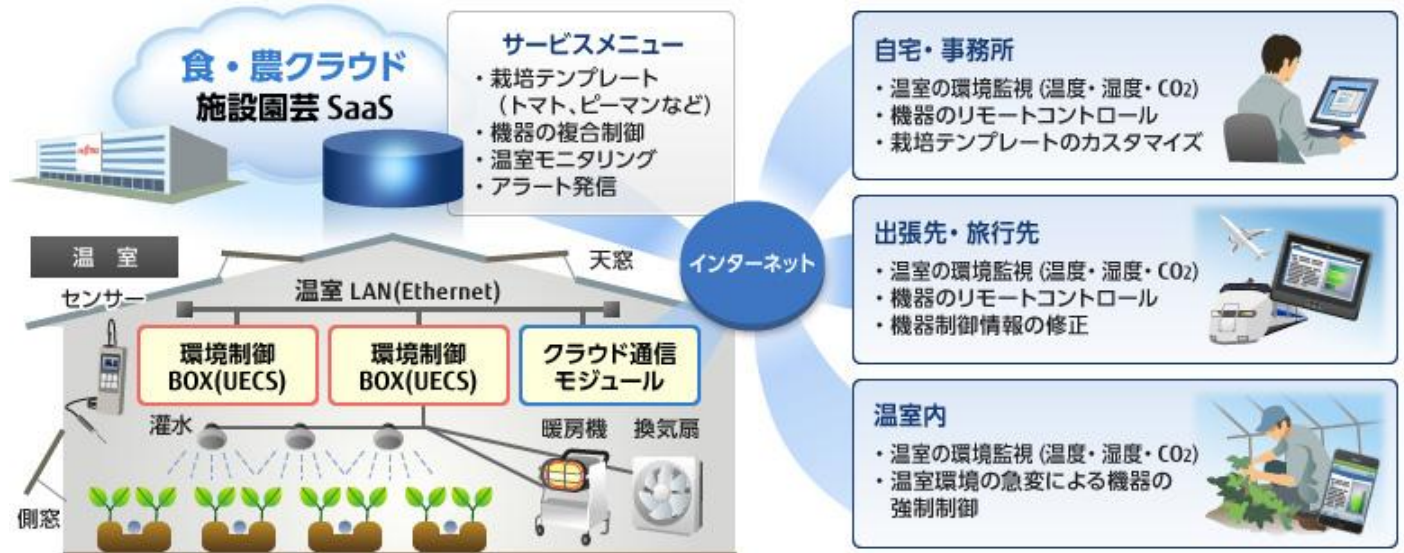 食・農クラウド
施設園芸 SaaS
FUJITSU
サービスメニュー
・栽培テンプレート
（トマト、ピーマンなど）
・機器の複合制御
・温室モニタリング
・アラート発信
温 室
センサー
天窓
温室 LAN(Ethernet)
環境制御
BOX(UECS)
環境制御
BOX(UECS)
クラウド通信
モジュール
灌水
暖房機
換気扇
側窓
インターネット
自宅・事務所
・温室の環境監視 (温度・湿度・CO2)
・機器のリモートコントロール
・栽培テンプレートのカスタマイズ
出張先・旅行先
・温室の環境監視 (温度・湿度・CO2)
・機器のリモートコントロール
・機器制御情報の修正
温室内
・温室の環境監視 (温度・湿度・CO2)
・温室環境の急変による機器の
強制制御